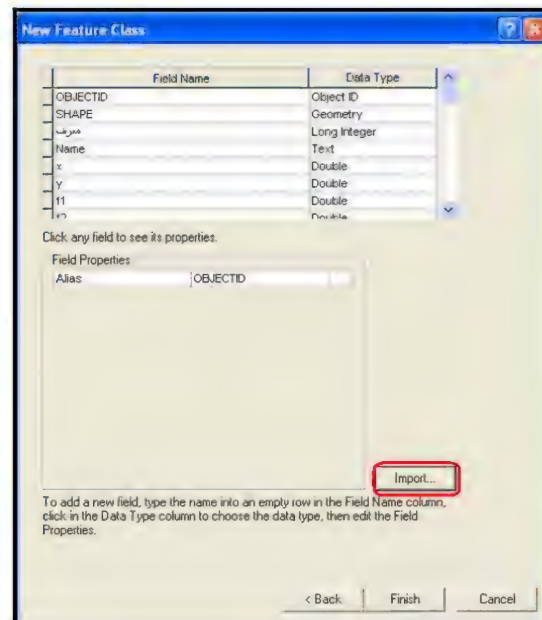 New Feature Class
Field Name Data Type
OBJECTID Object ID
SHAPE Geometry
معرف Long Integer
Name Text
x Double
y Double
f1 Double
f2 Double
Click any field to see its properties.
Field Properties
Alias OBJECTID
Import...
To add a new field, type the name into an empty row in the Field Name column,
click in the Data Type column to choose the data type, then edit the Field
Properties.
< Back Finish Cancel